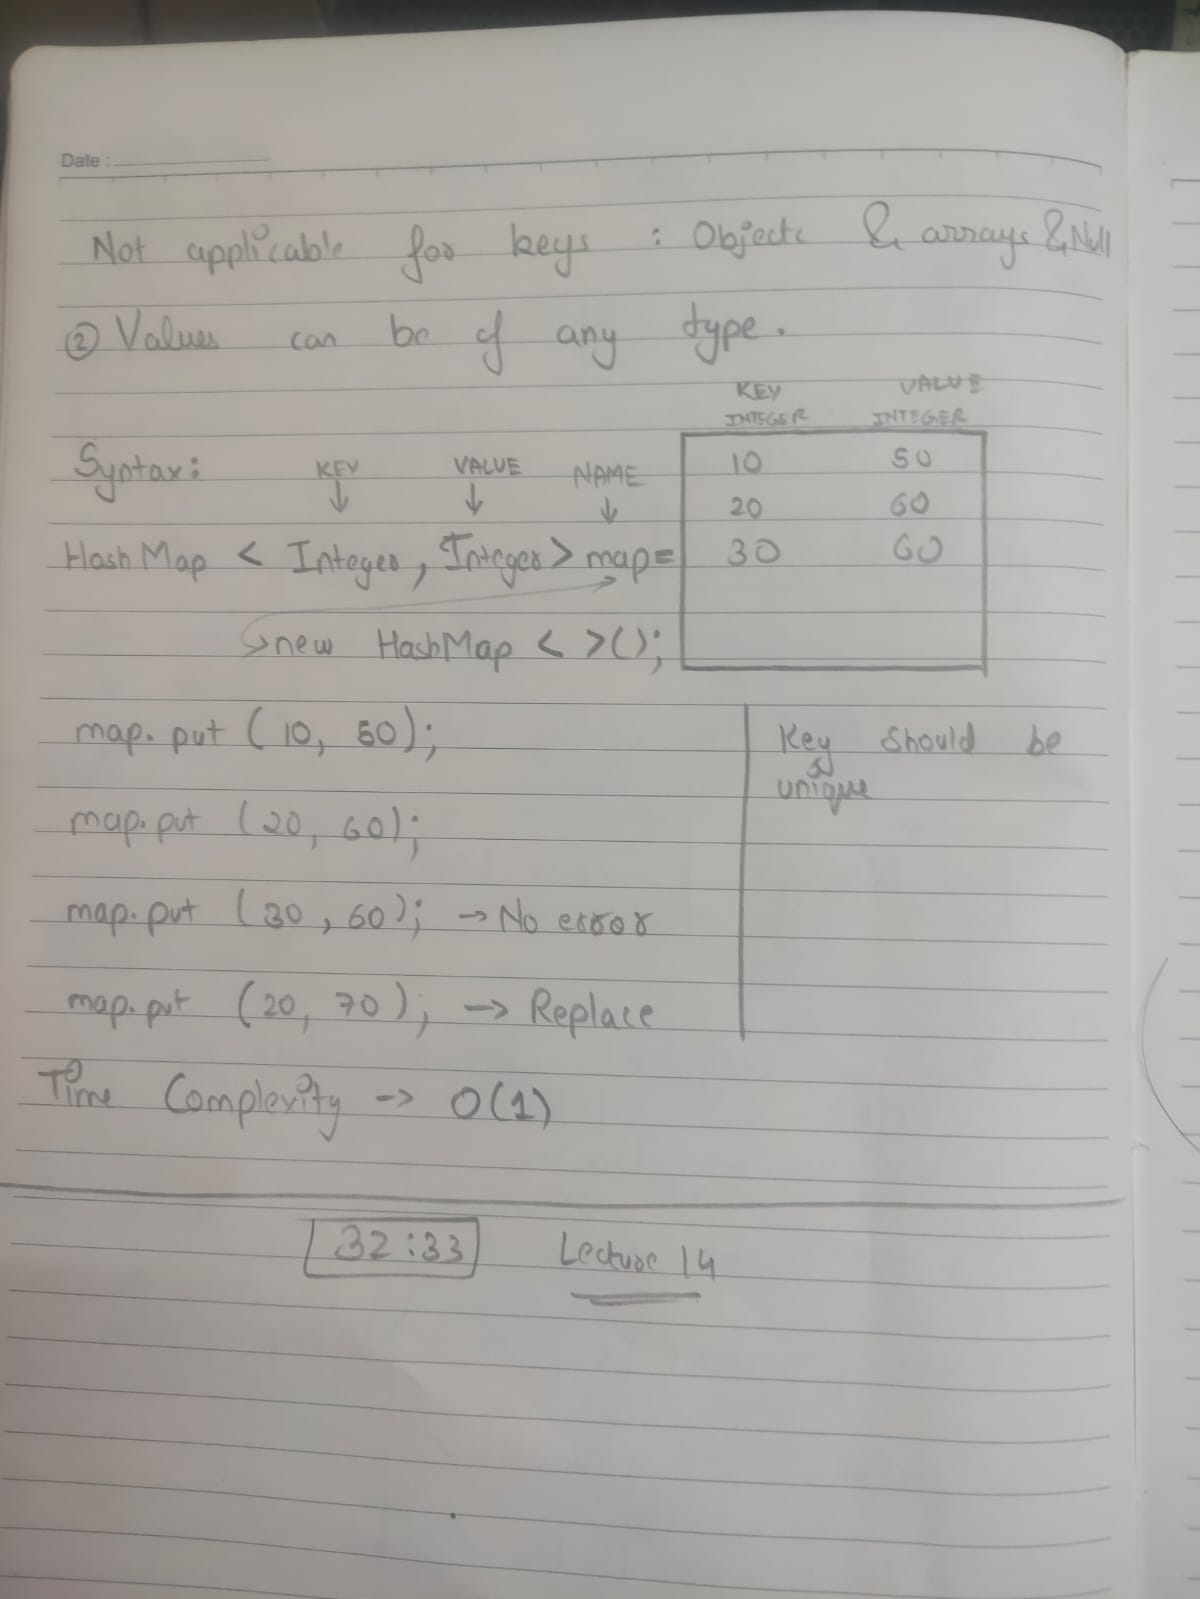 Date :
Not applicable for keys : Objects & arrays & Null
② Values can be of any type.
KEY VALUE
INTEGER INTEGER
10 50
20 60
30 60
Syntax: KEY VALUE NAME
↓ ↓ ↓
HashMap < Integer, Integer > map=
new HashMap < >();
map.put (10, 50);
map.put (20, 60);
map.put (30, 60); → No error
map.put (20, 70); → Replace
Key should be
unique
Time Complexity -> O(1)
32:33 Lecture 14